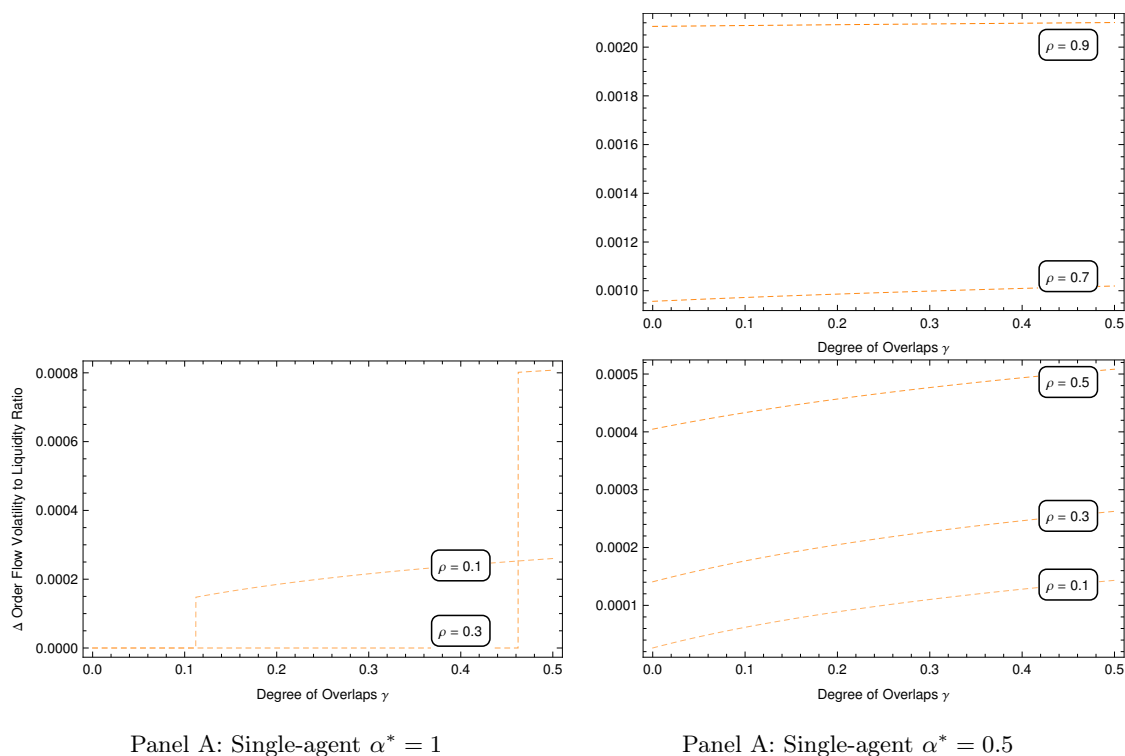 0.0020
0.0018
0.0016
0.0014
0.0012
0.0010
ρ = 0.9
ρ = 0.7
0.0 0.1 0.2 0.3 0.4 0.5
Degree of Overlaps γ
Δ Order Flow Volatility to Liquidity Ratio
0.0008
0.0006
0.0004
0.0002
0.0000
ρ = 0.1
ρ = 0.3
0.0 0.1 0.2 0.3 0.4 0.5
Degree of Overlaps γ
0.0005
0.0004
0.0003
0.0002
0.0001
ρ = 0.5
ρ = 0.3
ρ = 0.1
0.0 0.1 0.2 0.3 0.4 0.5
Degree of Overlaps γ
Panel A: Single-agent α* = 1
Panel A: Single-agent α* = 0.5